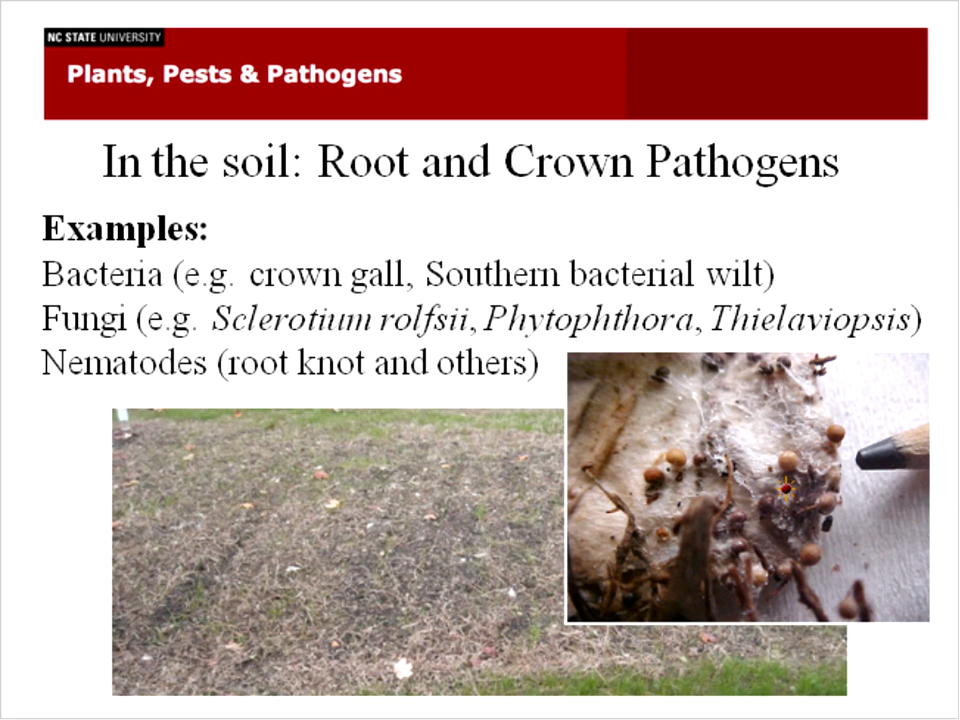 NC STATE UNIVERSITY
Plants, Pests & Pathogens
In the soil: Root and Crown Pathogens
Examples:
Bacteria (e.g. crown gall, Southern bacterial wilt)
Fungi (e.g. Sclerotium rolfsii, Phytophthora, Thielaviopsis)
Nematodes (root knot and others)